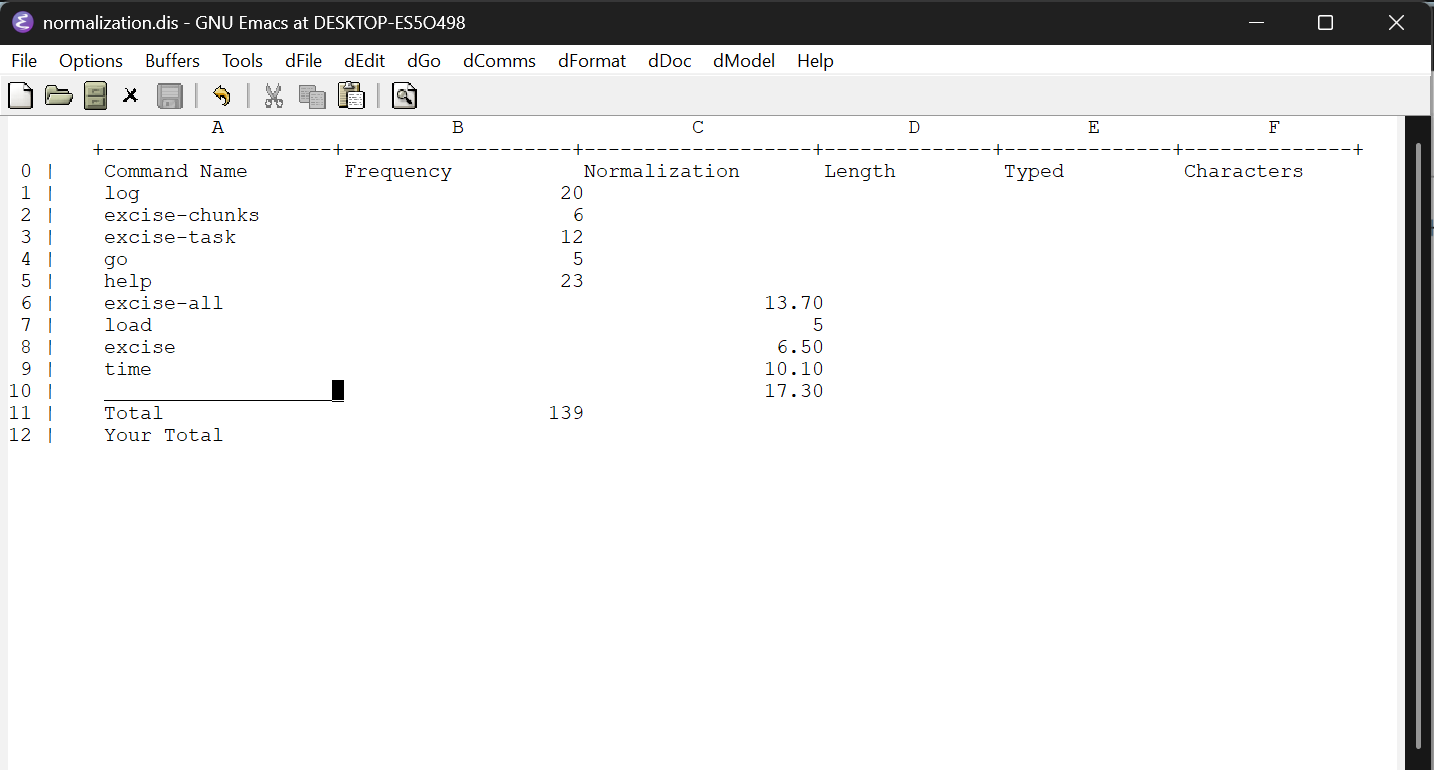 normalization.dis - GNU Emacs at DESKTOP-ES5O498
File Options Buffers Tools dFile dEdit dGo dComms dFormat dDoc dModel Help
A B C D E F
+-------------------+-------------------+-------------------+--------------+--------------+--------------+
0 | Command Name Frequency Normalization Length Typed Characters
1 | log 20
2 | excise-chunks 6
3 | excise-task 12
4 | go 5
5 | help 23
6 | excise-all 13.70
7 | load 5
8 | excise 6.50
9 | time 10.10
10 | ___________________ 17.30
11 | Total 139
12 | Your Total